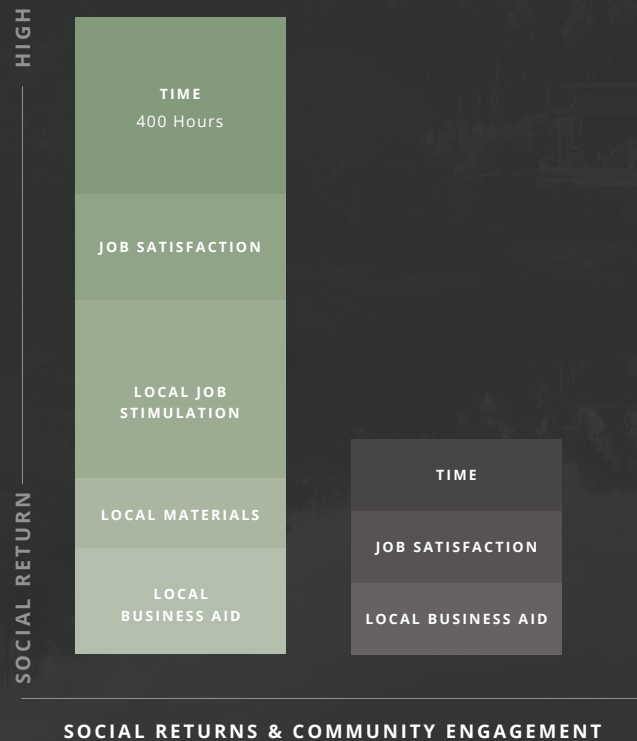 HIGH
SOCIAL RETURN
TIME
400 Hours
JOB SATISFACTION
LOCAL JOB
STIMULATION
LOCAL MATERIALS
LOCAL
BUSINESS AID
TIME
JOB SATISFACTION
LOCAL BUSINESS AID
SOCIAL RETURNS & COMMUNITY ENGAGEMENT